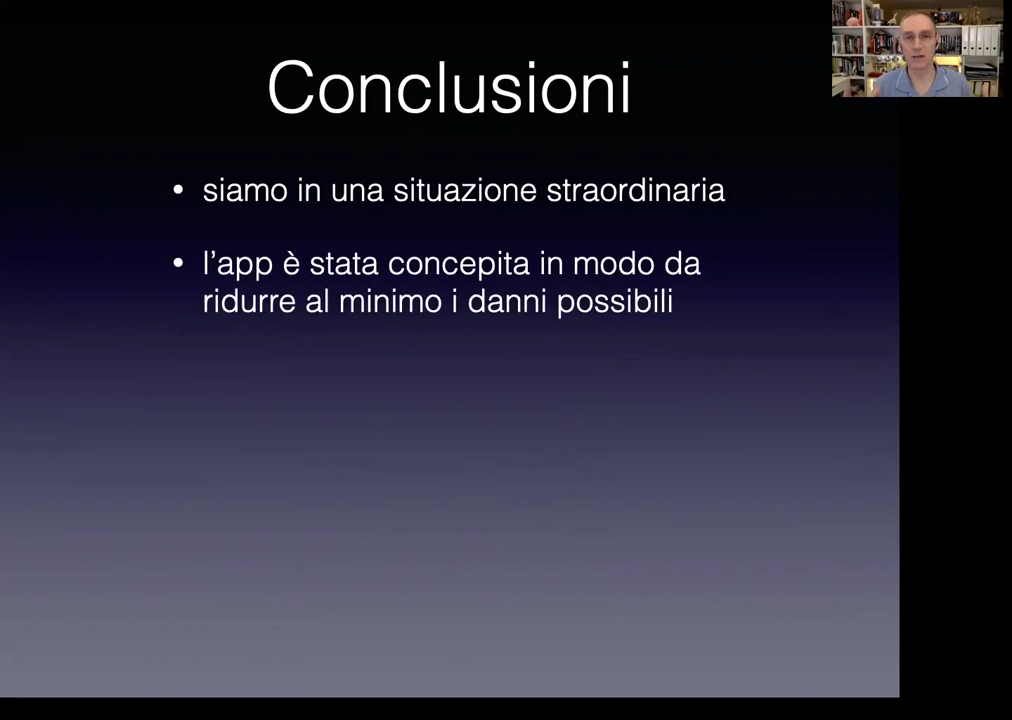 Conclusioni
• siamo in una situazione straordinaria
• l’app è stata concepita in modo da
ridurre al minimo i danni possibili